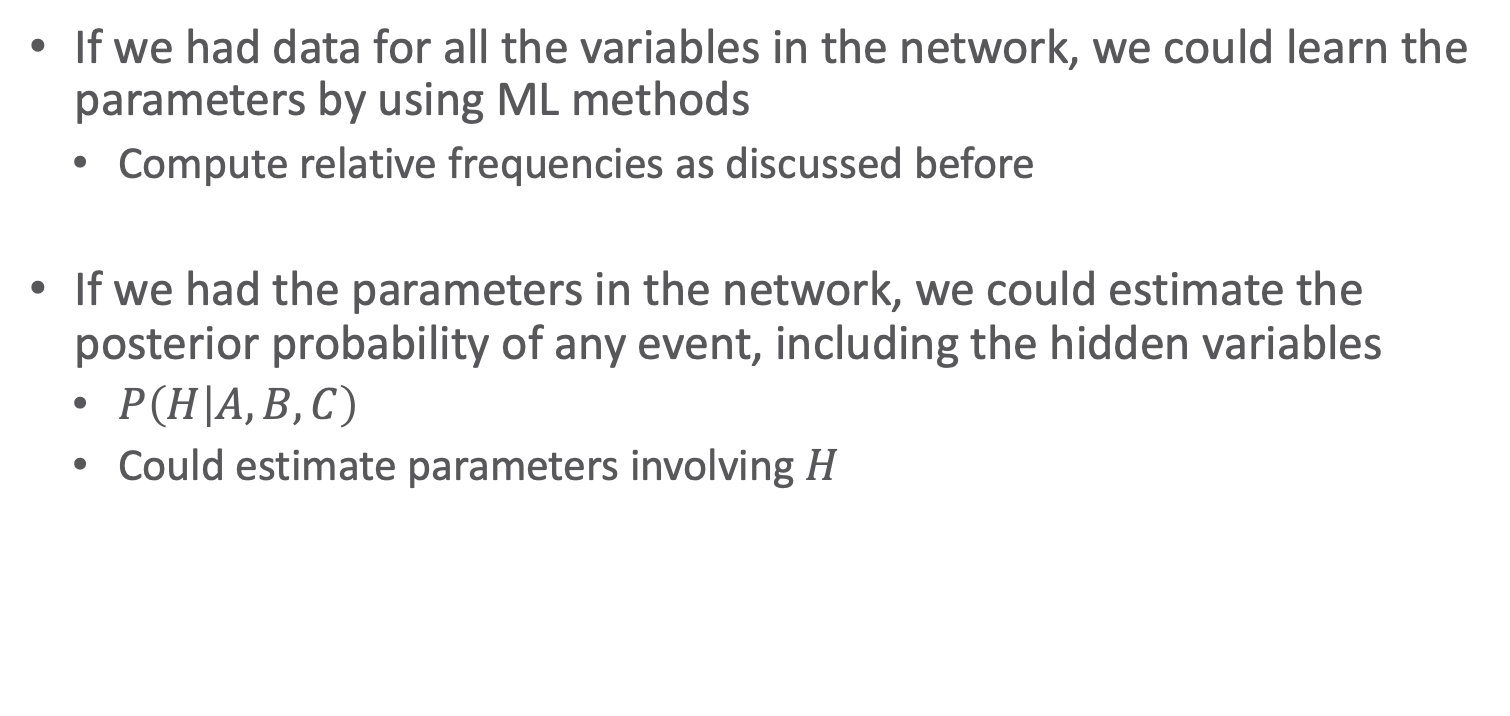 • If we had data for all the variables in the network, we could learn the
parameters by using ML methods
• Compute relative frequencies as discussed before
• If we had the parameters in the network, we could estimate the
posterior probability of any event, including the hidden variables
• P(H|A, B, C)
• Could estimate parameters involving H